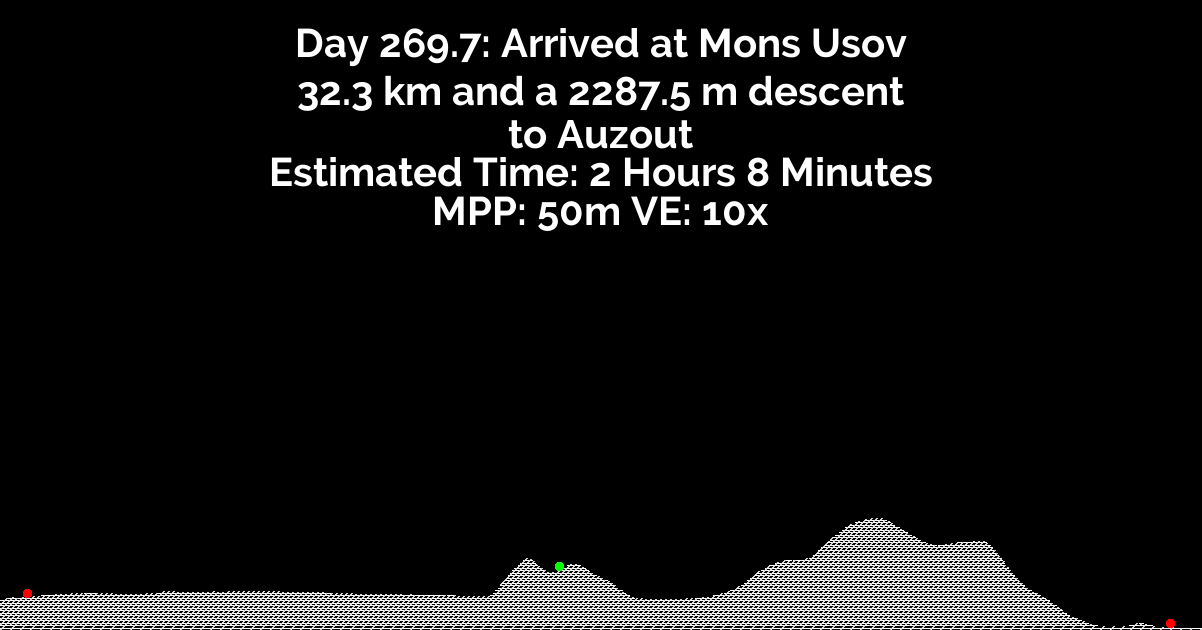 Day 269.7: Arrived at Mons Usov
32.3 km and a 2287.5 m descent
to Auzout
Estimated Time: 2 Hours 8 Minutes
MPP: 50m VE: 10x